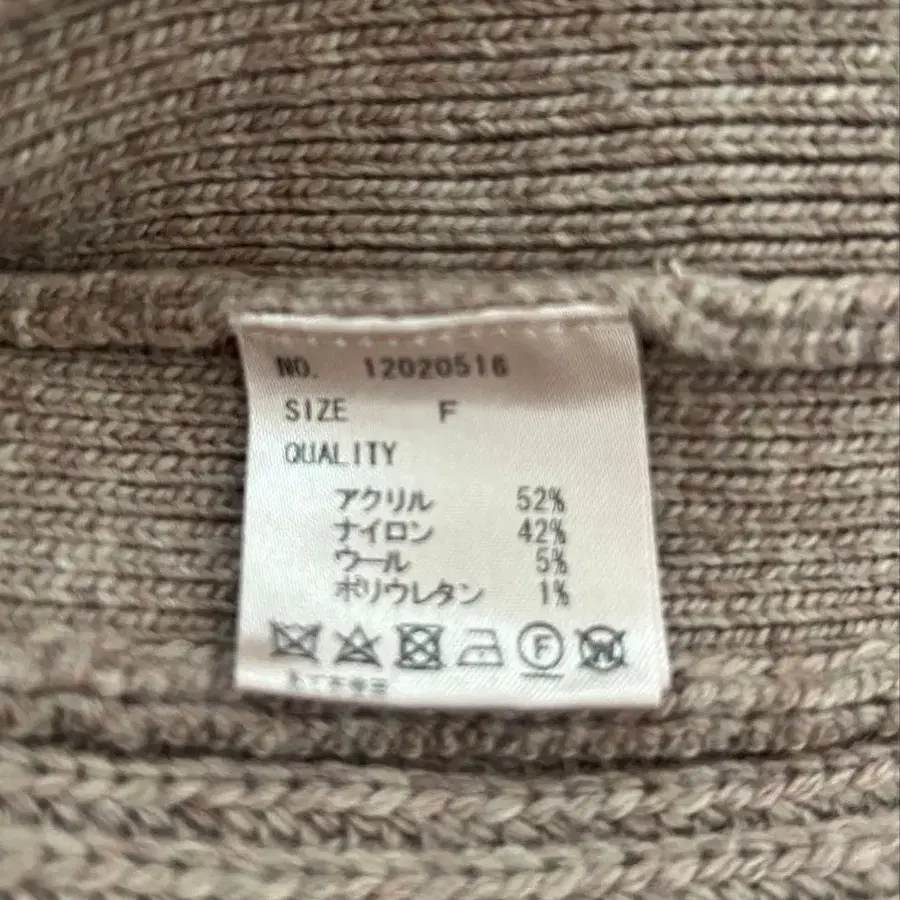 NO. 12020516
SIZE F
QUALITY
アクリル 52%
ナイロン 42%
ウール 5%
ポリウレタン 1%
F W